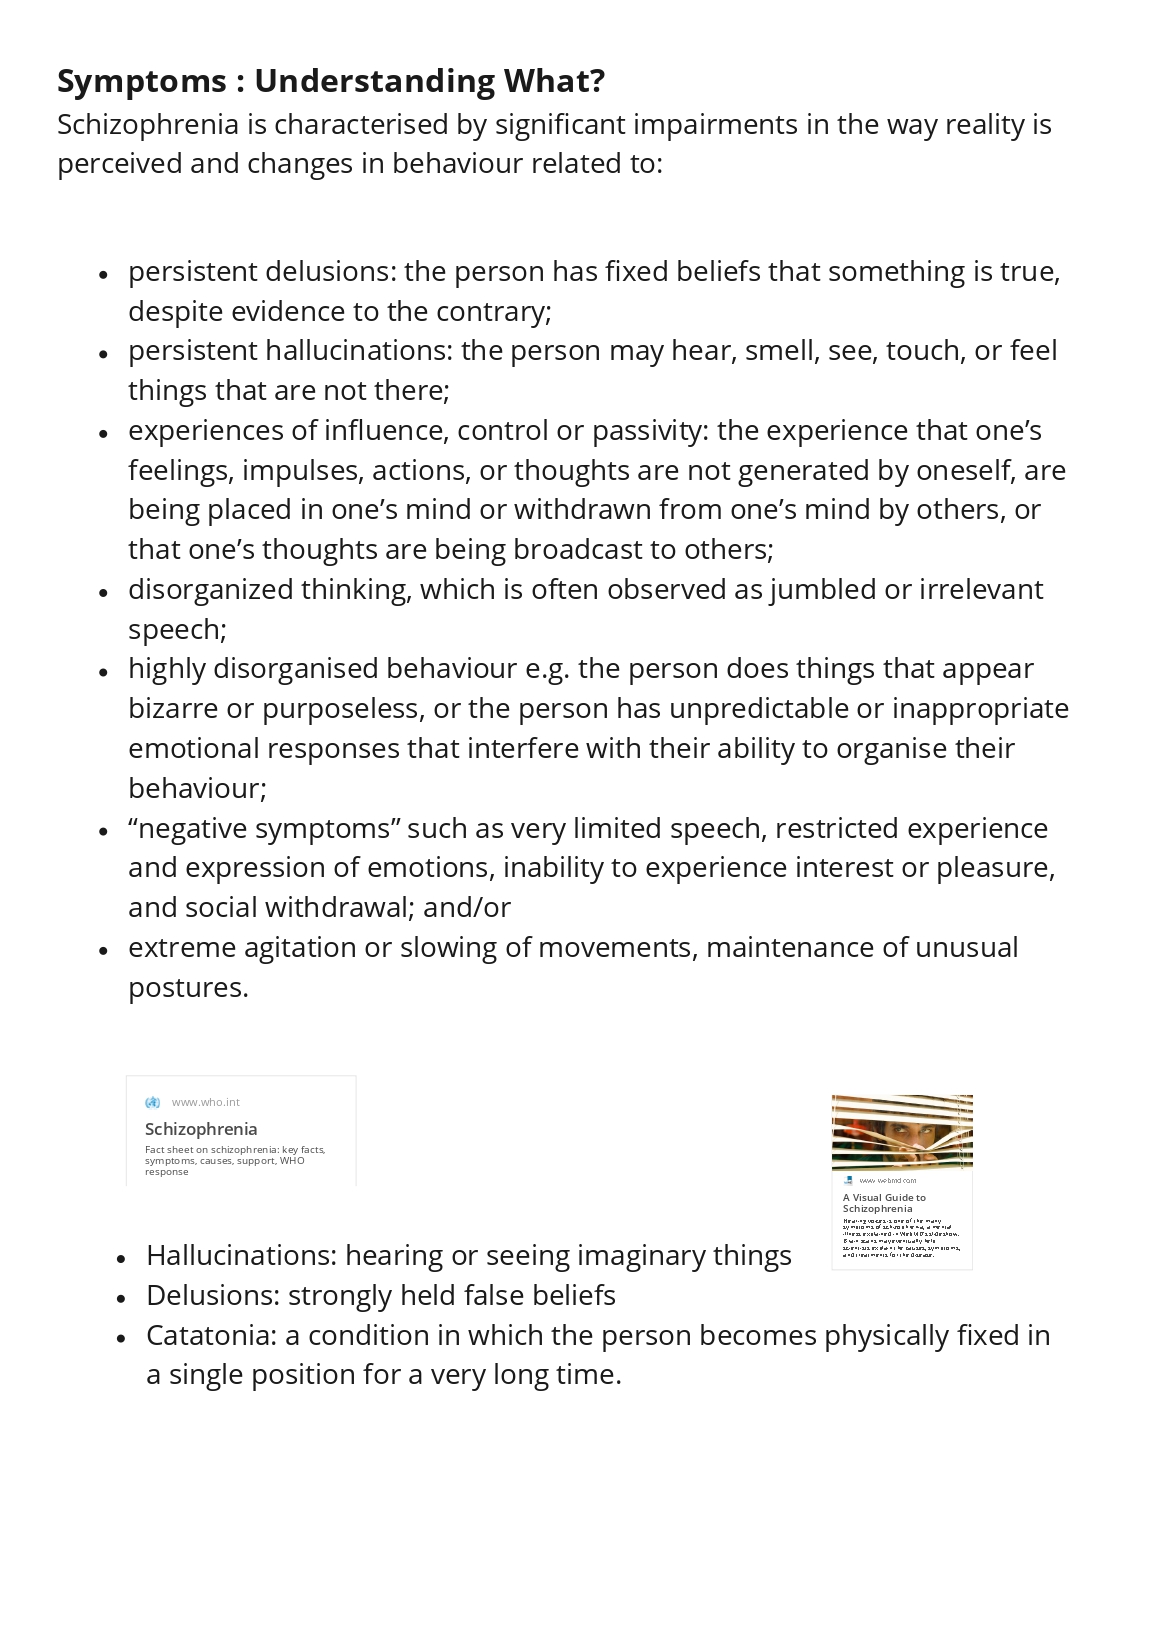 Symptoms : Understanding What?
Schizophrenia is characterised by significant impairments in the way reality is
perceived and changes in behaviour related to:
• persistent delusions: the person has fixed beliefs that something is true,
despite evidence to the contrary;
• persistent hallucinations: the person may hear, smell, see, touch, or feel
things that are not there;
• experiences of influence, control or passivity: the experience that one’s
feelings, impulses, actions, or thoughts are not generated by oneself, are
being placed in one’s mind or withdrawn from one’s mind by others, or
that one’s thoughts are being broadcast to others;
• disorganized thinking, which is often observed as jumbled or irrelevant
speech;
• highly disorganised behaviour e.g. the person does things that appear
bizarre or purposeless, or the person has unpredictable or inappropriate
emotional responses that interfere with their ability to organise their
behaviour;
• “negative symptoms” such as very limited speech, restricted experience
and expression of emotions, inability to experience interest or pleasure,
and social withdrawal; and/or
• extreme agitation or slowing of movements, maintenance of unusual
postures.
www.who.int
Schizophrenia
Fact sheet on schizophrenia: key facts,
symptoms, causes, support, WHO
response
www.webmd.com
A Visual Guide to
Schizophrenia
• Hallucinations: hearing or seeing imaginary things
• Delusions: strongly held false beliefs
• Catatonia: a condition in which the person becomes physically fixed in
a single position for a very long time.